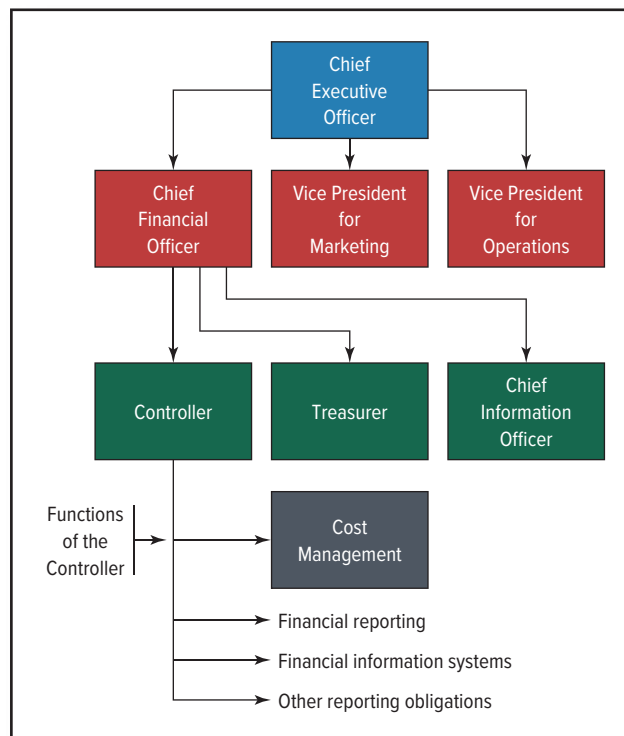 Chief
Executive
Officer
Chief
Financial
Officer
Vice President
for
Marketing
Vice President
for
Operations
Controller
Treasurer
Chief
Information
Officer
Functions
of the
Controller
Cost
Management
Financial reporting
Financial information systems
Other reporting obligations